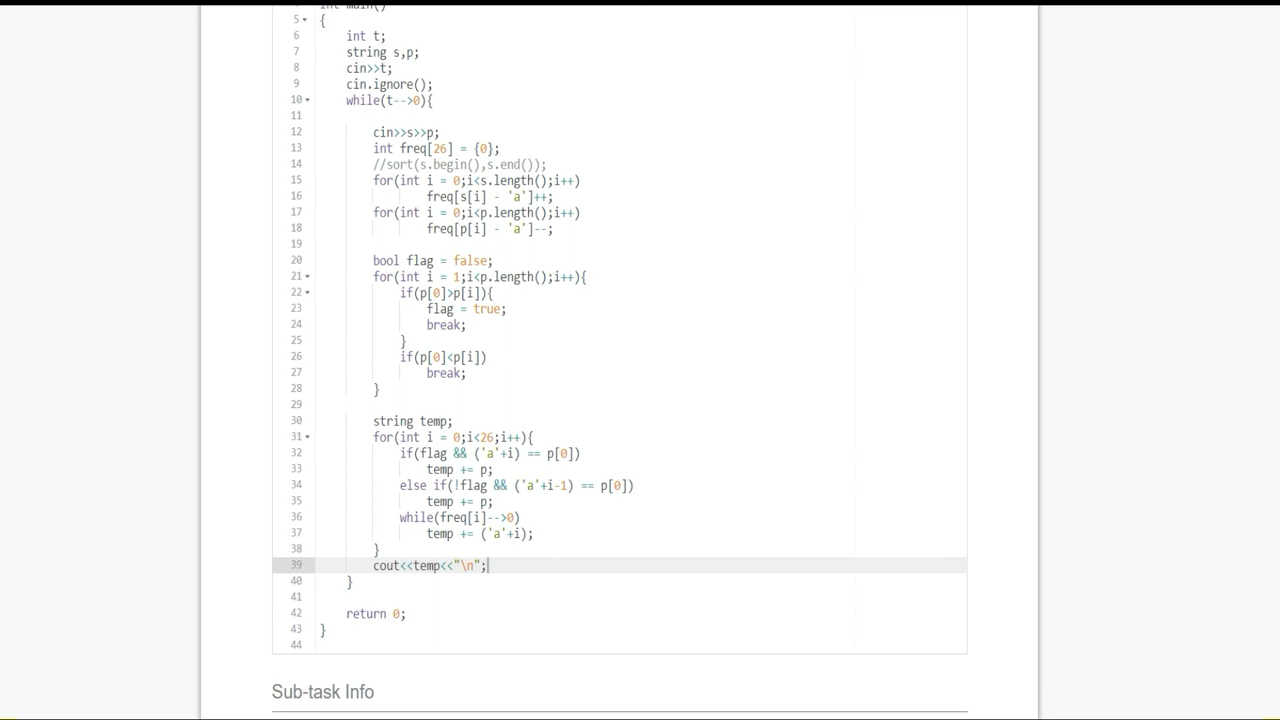 int main()
5 {
6 int t;
7 string s,p;
8 cin>>t;
9 cin.ignore();
10 while(t-->0){
11
12 cin>>s>>p;
13 int freq[26] = {0};
14 //sort(s.begin(),s.end());
15 for(int i = 0;i<s.length();i++)
16 freq[s[i] - 'a']++;
17 for(int i = 0;i<p.length();i++)
18 freq[p[i] - 'a']--;
19
20 bool flag = false;
21 for(int i = 1;i<p.length();i++){
22 if(p[0]>p[i]){
23 flag = true;
24 break;
25 }
26 if(p[0]<p[i])
27 break;
28 }
29
30 string temp;
31 for(int i = 0;i<26;i++){
32 if(flag && ('a'+i) == p[0])
33 temp += p;
34 else if(!flag && ('a'+i-1) == p[0])
35 temp += p;
36 while(freq[i]-->0)
37 temp += ('a'+i);
38 }
39 cout<<temp<<"\n";
40 }
41
42 return 0;
43 }
44
Sub-task Info